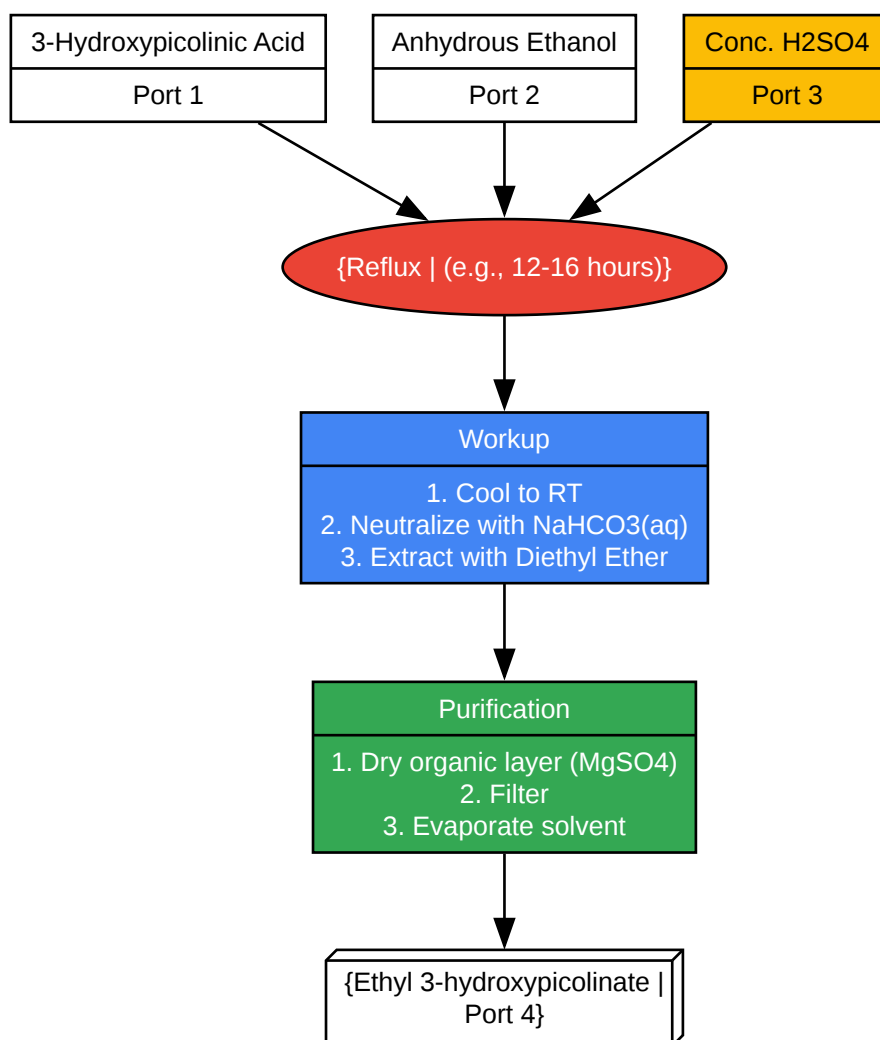 3-Hydroxypicolinic Acid
Port 1
Anhydrous Ethanol
Port 2
Conc. H2SO4
Port 3
{Reflux | (e.g., 12-16 hours)}
Workup
1. Cool to RT
2. Neutralize with NaHCO3(aq)
3. Extract with Diethyl Ether
Purification
1. Dry organic layer (MgSO4)
2. Filter
3. Evaporate solvent
{Ethyl 3-hydroxypicolinate |
Port 4}